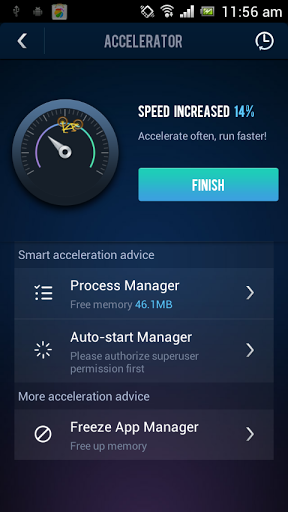 11:56 am
ACCELERATOR
SPEED INCREASED 14%
Accelerate often, run faster!
FINISH
Smart acceleration advice
Process Manager
Free memory 46.1MB
Auto-start Manager
Please authorize superuser
permission first
More acceleration advice
Freeze App Manager
Free up memory